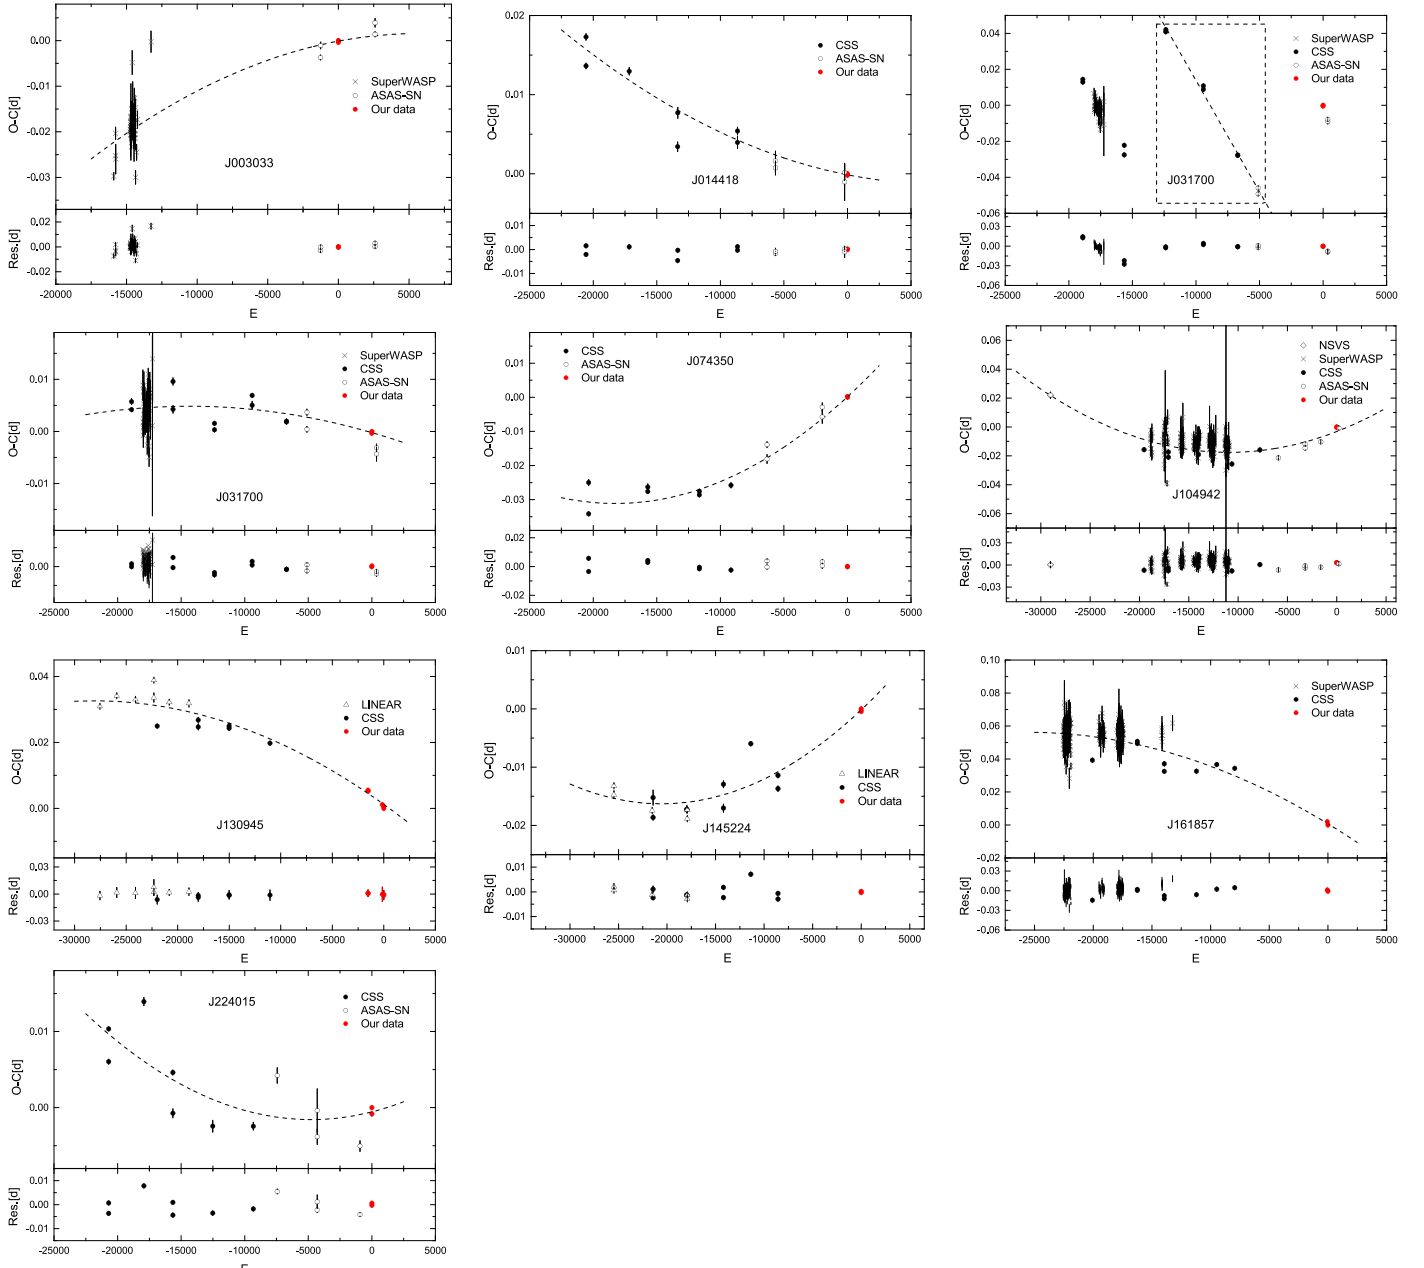 0.00
-0.01
-0.02
-0.03
O-C[d]
SuperWASP
ASAS-SN
Our data
J003033
0.02
0.00
-0.02
Res.[d]
-20000 -15000 -10000 -5000 0 5000
E
0.02
0.01
0.00
O-C[d]
CSS
ASAS-SN
Our data
J014418
0.01
0.00
-0.01
Res.[d]
-25000 -20000 -15000 -10000 -5000 0 5000
E
0.04
0.02
0.00
-0.02
-0.04
-0.06
O-C[d]
SuperWASP
CSS
ASAS-SN
Our data
J031700
0.03
0.00
-0.03
-0.06
Res.[d]
-25000 -20000 -15000 -10000 -5000 0 5000
E
0.01
0.00
-0.01
O-C[d]
SuperWASP
CSS
ASAS-SN
Our data
J031700
0.00
Res.[d]
-25000 -20000 -15000 -10000 -5000 0 5000
E
0.01
0.00
-0.01
-0.02
-0.03
O-C[d]
CSS
ASAS-SN
Our data
J074350
0.02
0.00
-0.02
Res.[d]
-25000 -20000 -15000 -10000 -5000 0 5000
E
0.06
0.04
0.02
0.00
-0.02
-0.04
-0.06
O-C[d]
NSVS
SuperWASP
CSS
ASAS-SN
Our data
J104942
0.03
0.00
-0.03
Res.[d]
-30000 -25000 -20000 -15000 -10000 -5000 0 5000
E
0.04
0.02
0.00
O-C[d]
LINEAR
CSS
Our data
J130945
0.03
0.00
-0.03
Res.[d]
-30000 -25000 -20000 -15000 -10000 -5000 0 5000
E
0.01
0.00
-0.01
-0.02
O-C[d]
LINEAR
CSS
Our data
J145224
0.01
0.00
-0.01
Res.[d]
-30000 -25000 -20000 -15000 -10000 -5000 0 5000
E
0.10
0.08
0.06
0.04
0.02
0.00
-0.02
O-C[d]
SuperWASP
CSS
Our data
J161857
0.03
0.00
-0.03
-0.06
Res.[d]
-25000 -20000 -15000 -10000 -5000 0 5000
E
0.01
0.00
O-C[d]
CSS
ASAS-SN
Our data
J224015
0.01
0.00
-0.01
Res.[d]
-25000 -20000 -15000 -10000 -5000 0 5000
E